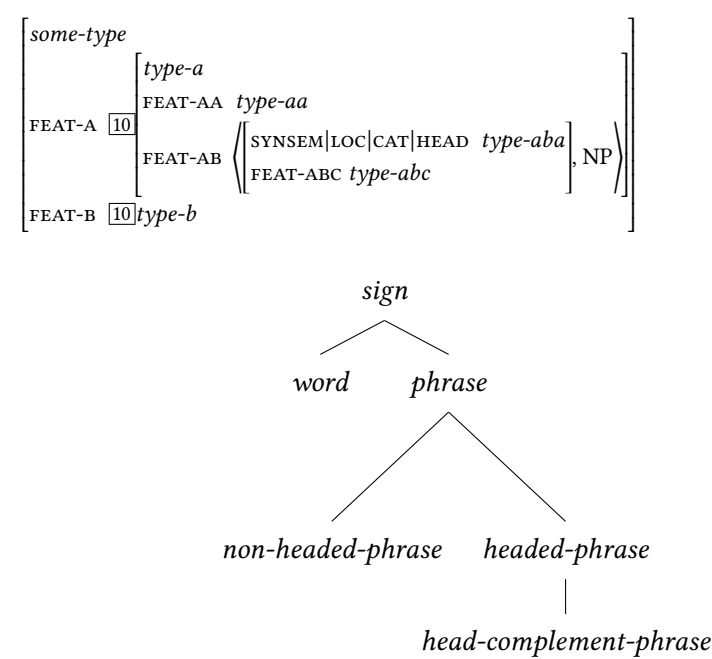 some-type
type-a
FEAT-AA type-aa
FEAT-A 10
SYNSEM|LOC|CAT|HEAD type-aba
FEAT-AB ⟨ , NP⟩
FEAT-ABC type-abc
FEAT-B 10 type-b
sign
word phrase
non-headed-phrase headed-phrase
head-complement-phrase